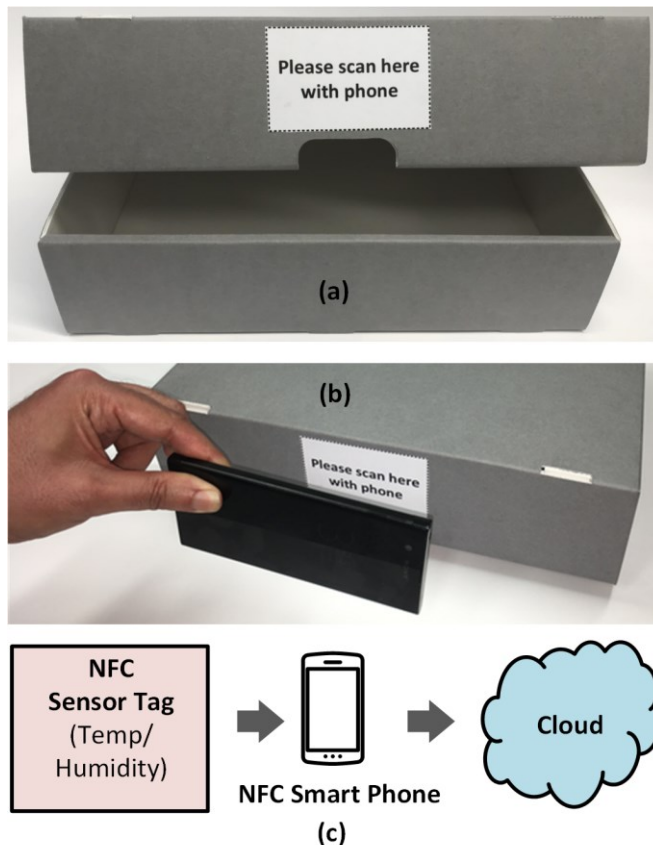 Please scan here
with phone
(a)
(b)
Please scan here
with phone
NFC
Sensor Tag
(Temp/
Humidity)
NFC Smart Phone
Cloud
(c)